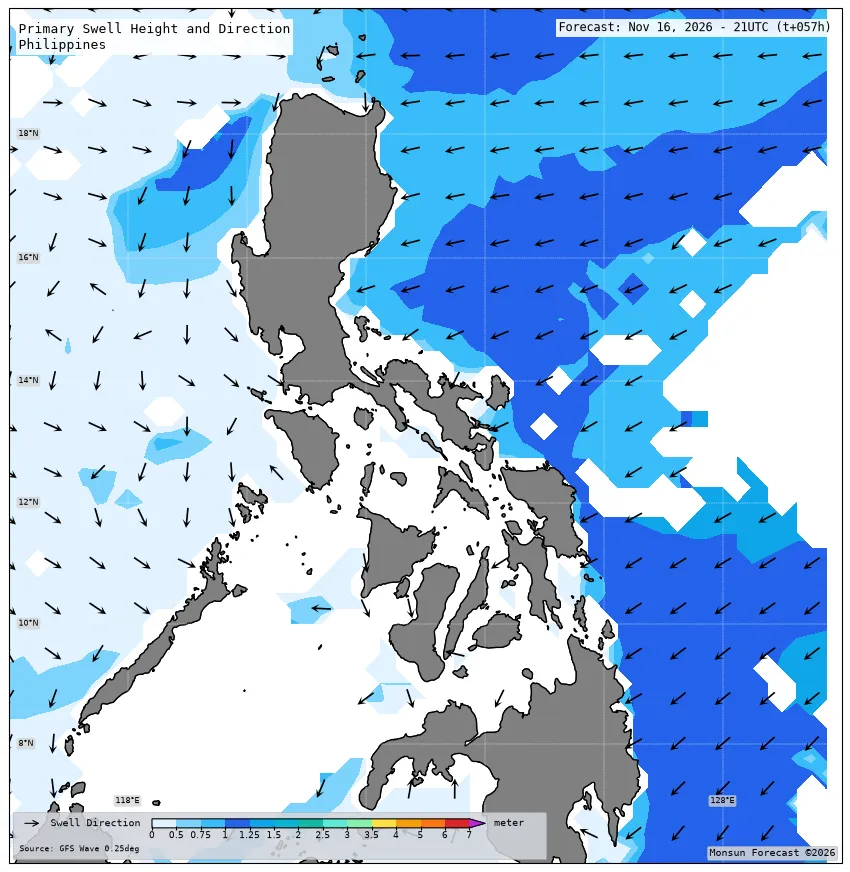 Primary Swell Height and Direction
Philippines
Forecast: Nov 16, 2026 - 21UTC (t+057h)
18°N
16°N
14°N
12°N
10°N
8°N
118°E
128°E
Swell Direction
meter
0 0.5 0.75 1 1.25 1.5 2 2.5 3 3.5 4 5 6 7
Source: GFS Wave 0.25deg
Monsun Forecast ©2026